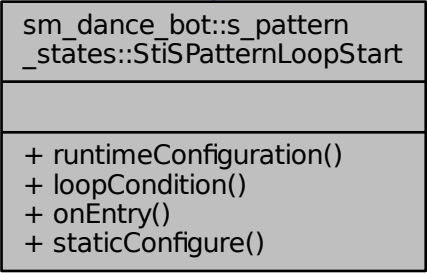 sm_dance_bot::s_pattern
_states::StiSPatternLoopStart
+ runtimeConfiguration()
+ loopCondition()
+ onEntry()
+ staticConfigure()